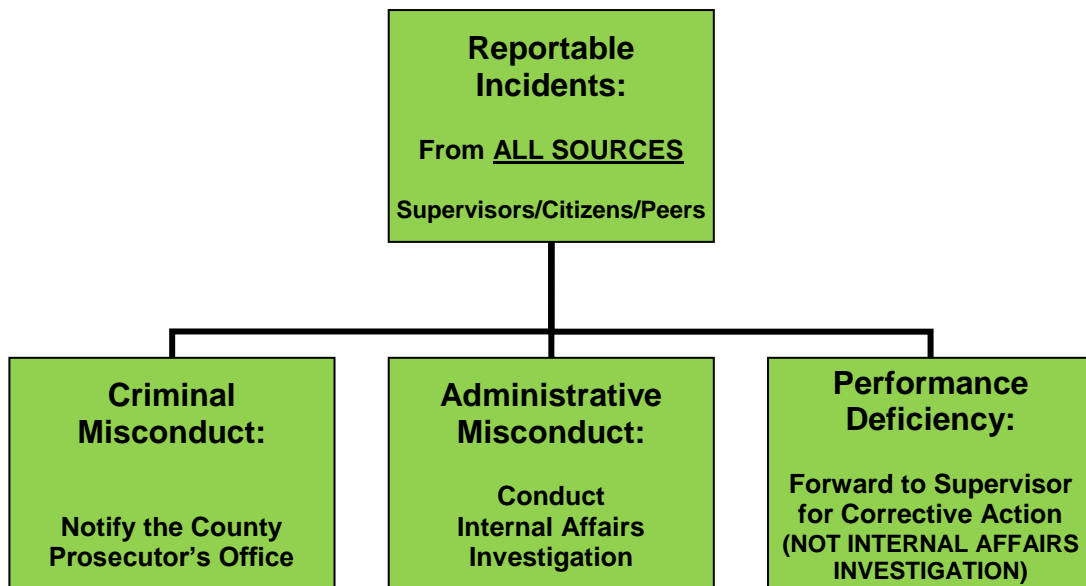 Reportable
Incidents:
From ALL SOURCES
Supervisors/Citizens/Peers
Criminal
Misconduct:
Notify the County
Prosecutor’s Office
Administrative
Misconduct:
Conduct
Internal Affairs
Investigation
Performance
Deficiency:
Forward to Supervisor
for Corrective Action
(NOT INTERNAL AFFAIRS
INVESTIGATION)